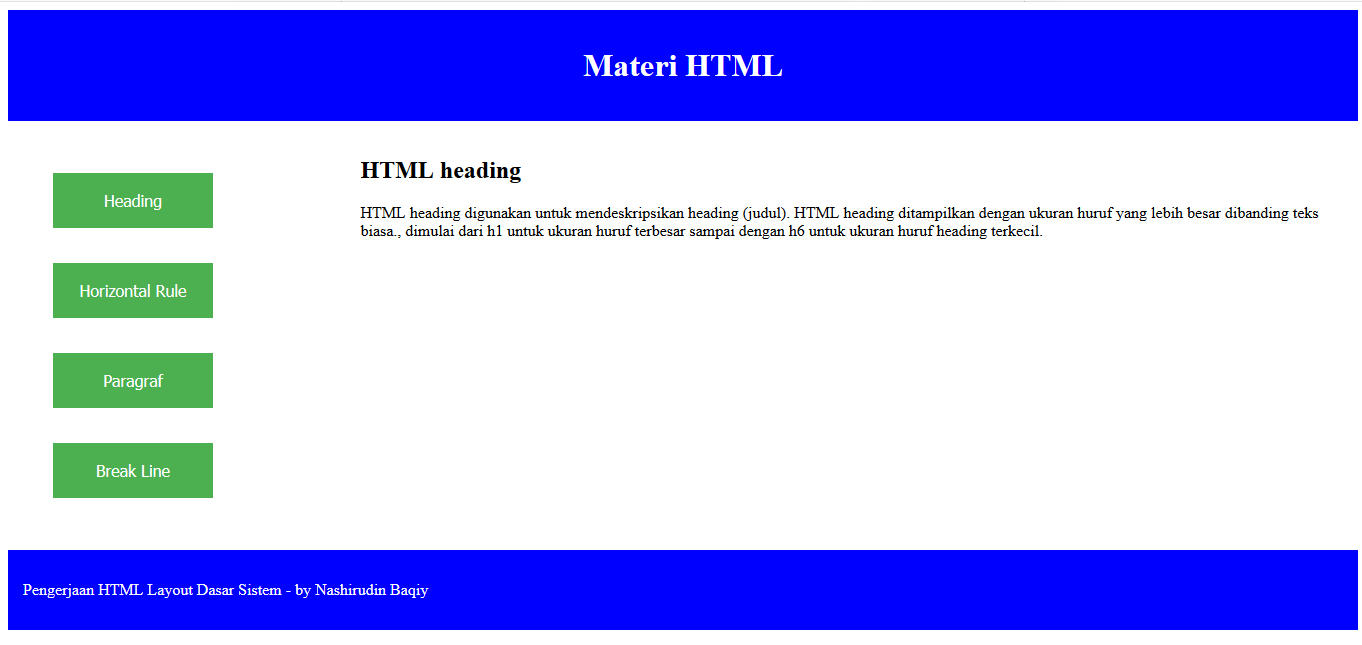 Materi HTML
Heading
Horizontal Rule
Paragraf
Break Line
HTML heading
HTML heading digunakan untuk mendeskripsikan heading (judul). HTML heading ditampilkan dengan ukuran huruf yang lebih besar dibanding teks
biasa., dimulai dari h1 untuk ukuran huruf terbesar sampai dengan h6 untuk ukuran huruf heading terkecil.
Pengerjaan HTML Layout Dasar Sistem - by Nashirudin Baqiy